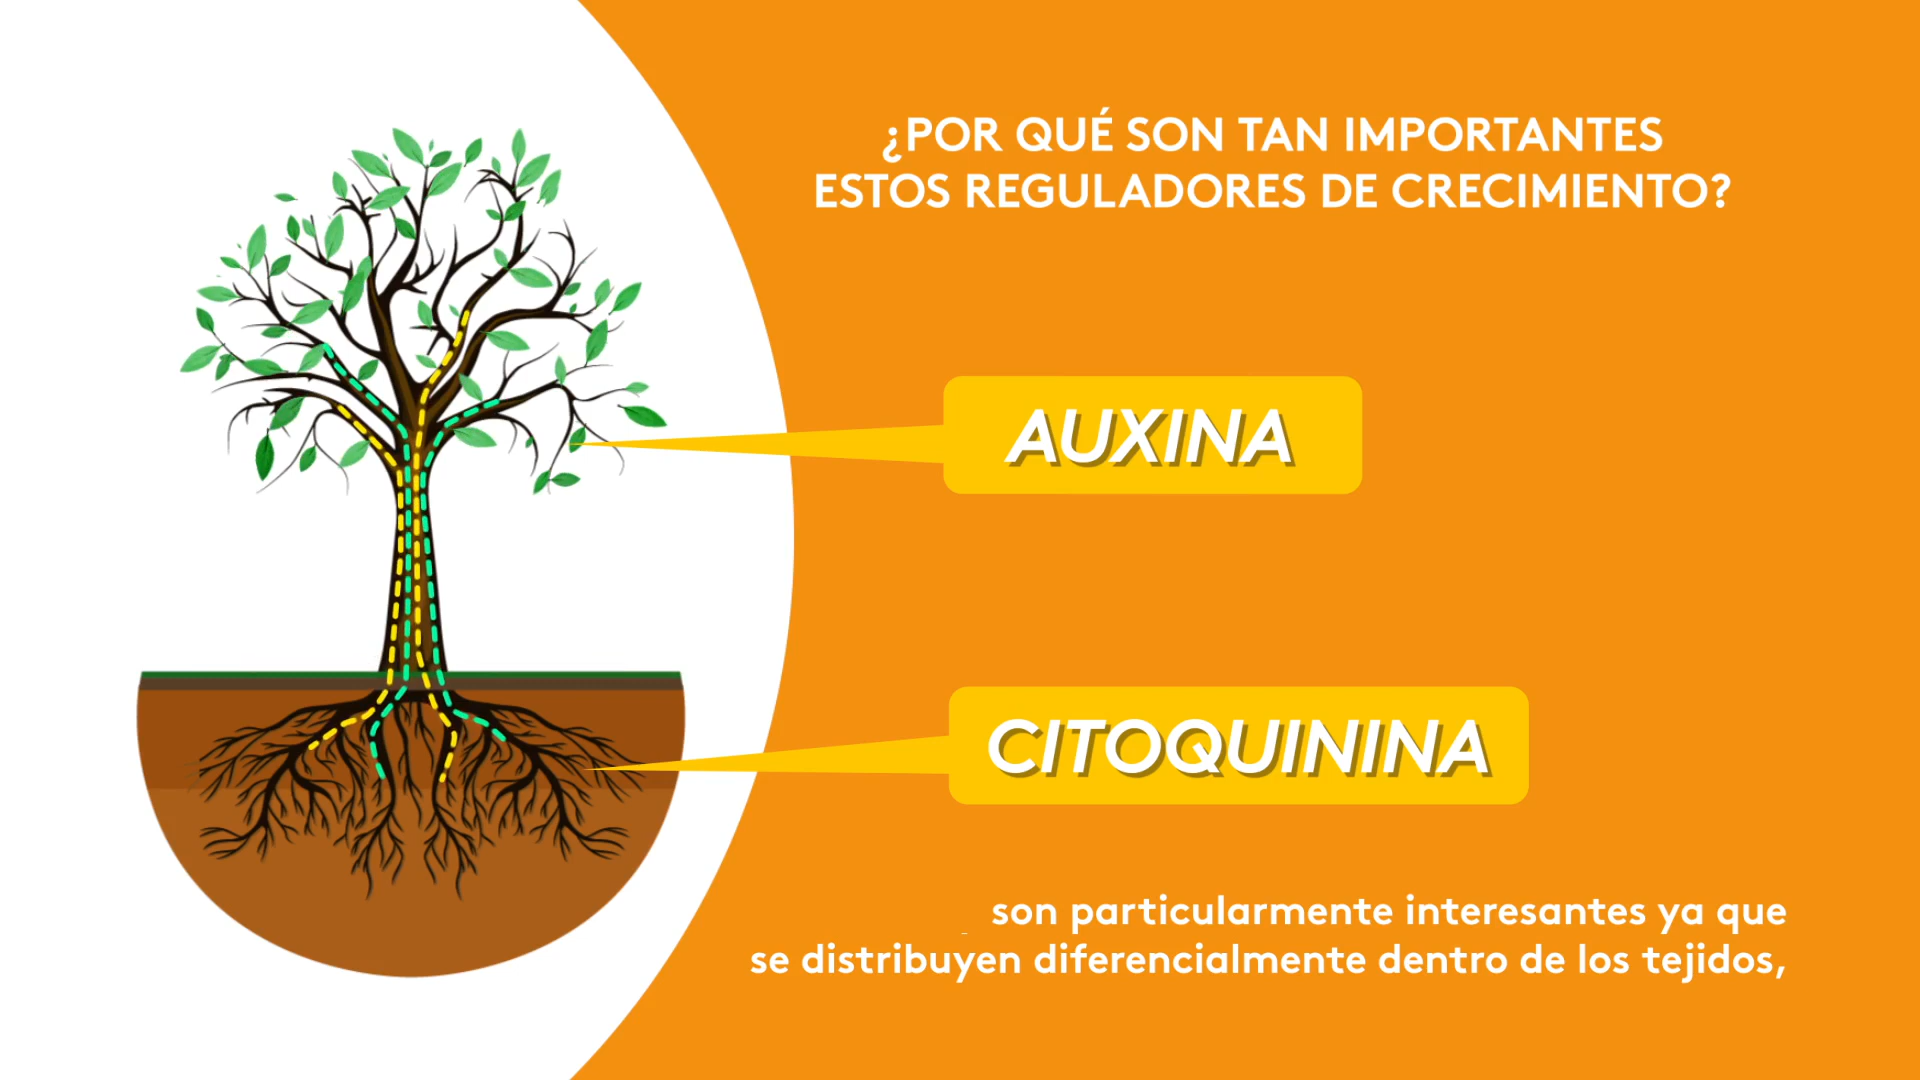 ¿POR QUÉ SON TAN IMPORTANTES
ESTOS REGULADORES DE CRECIMIENTO?
AUXINA
CITOQUININA
son particularmente interesantes ya que
se distribuyen diferencialmente dentro de los tejidos,